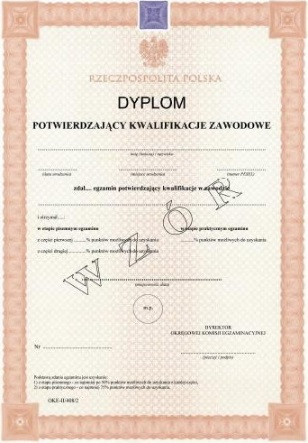 RZECZPOSPOLITA POLSKA
DYPLOM
POTWIERDZAJĄCY KWALIFIKACJE ZAWODOWE
imię (imiona) i nazwisko
data urodzenia miejsce urodzenia (numer PESEL)
zdał.... egzamin potwierdzający kwalifikacje w zawodzie
WZÓR
i otrzymał.....
w etapie pisemnym egzaminu w etapie praktycznym egzaminu
z części pierwszej ..........% punktów możliwych do uzyskania ..........% punktów możliwych do uzyskania
z części drugiej ..........% punktów możliwych do uzyskania
(miejscowość, data)
m.p.
DYREKTOR
OKRĘGOWEJ KOMISJI EGZAMINACYJNEJ
Nr
(pieczęć i podpis)
Podstawą zdania egzaminu jest uzyskanie:
1) z etapu pisemnego - co najmniej po 50% punktów możliwych do uzyskania z każdej części,
2) z etapu praktycznego - co najmniej 75% punktów możliwych do uzyskania.
OKE-II/408/2